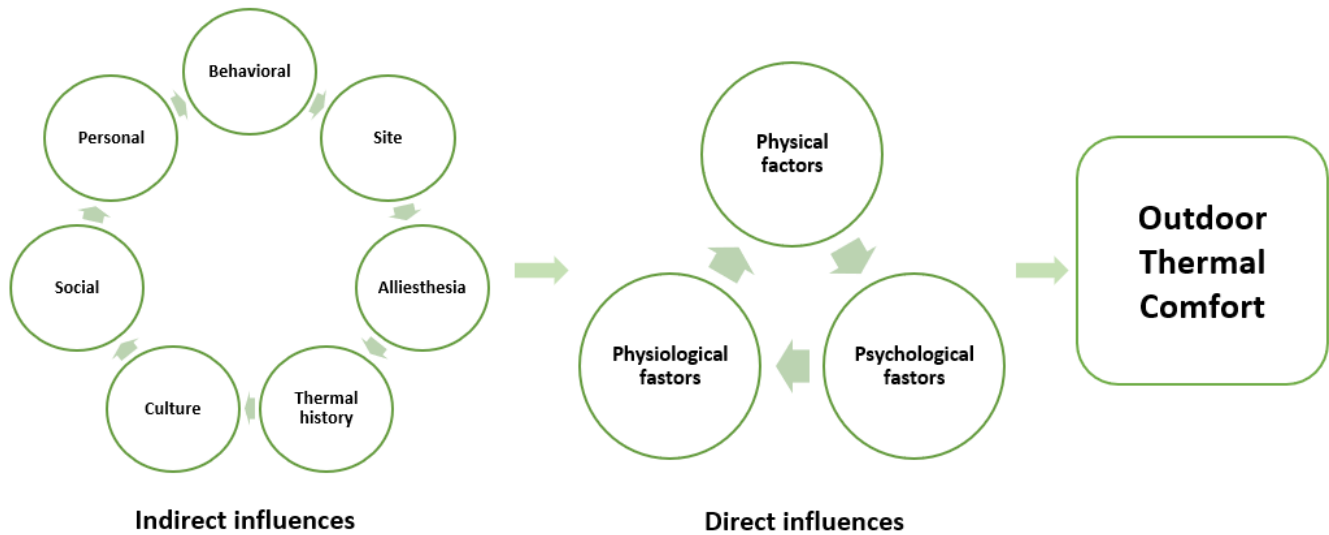 Behavioral
Personal
Site
Social
Alliesthesia
Culture
Thermal
history
Indirect influences
Physical
factors
Physiological
fastors
Psychological
fastors
Direct influences
Outdoor
Thermal
Comfort